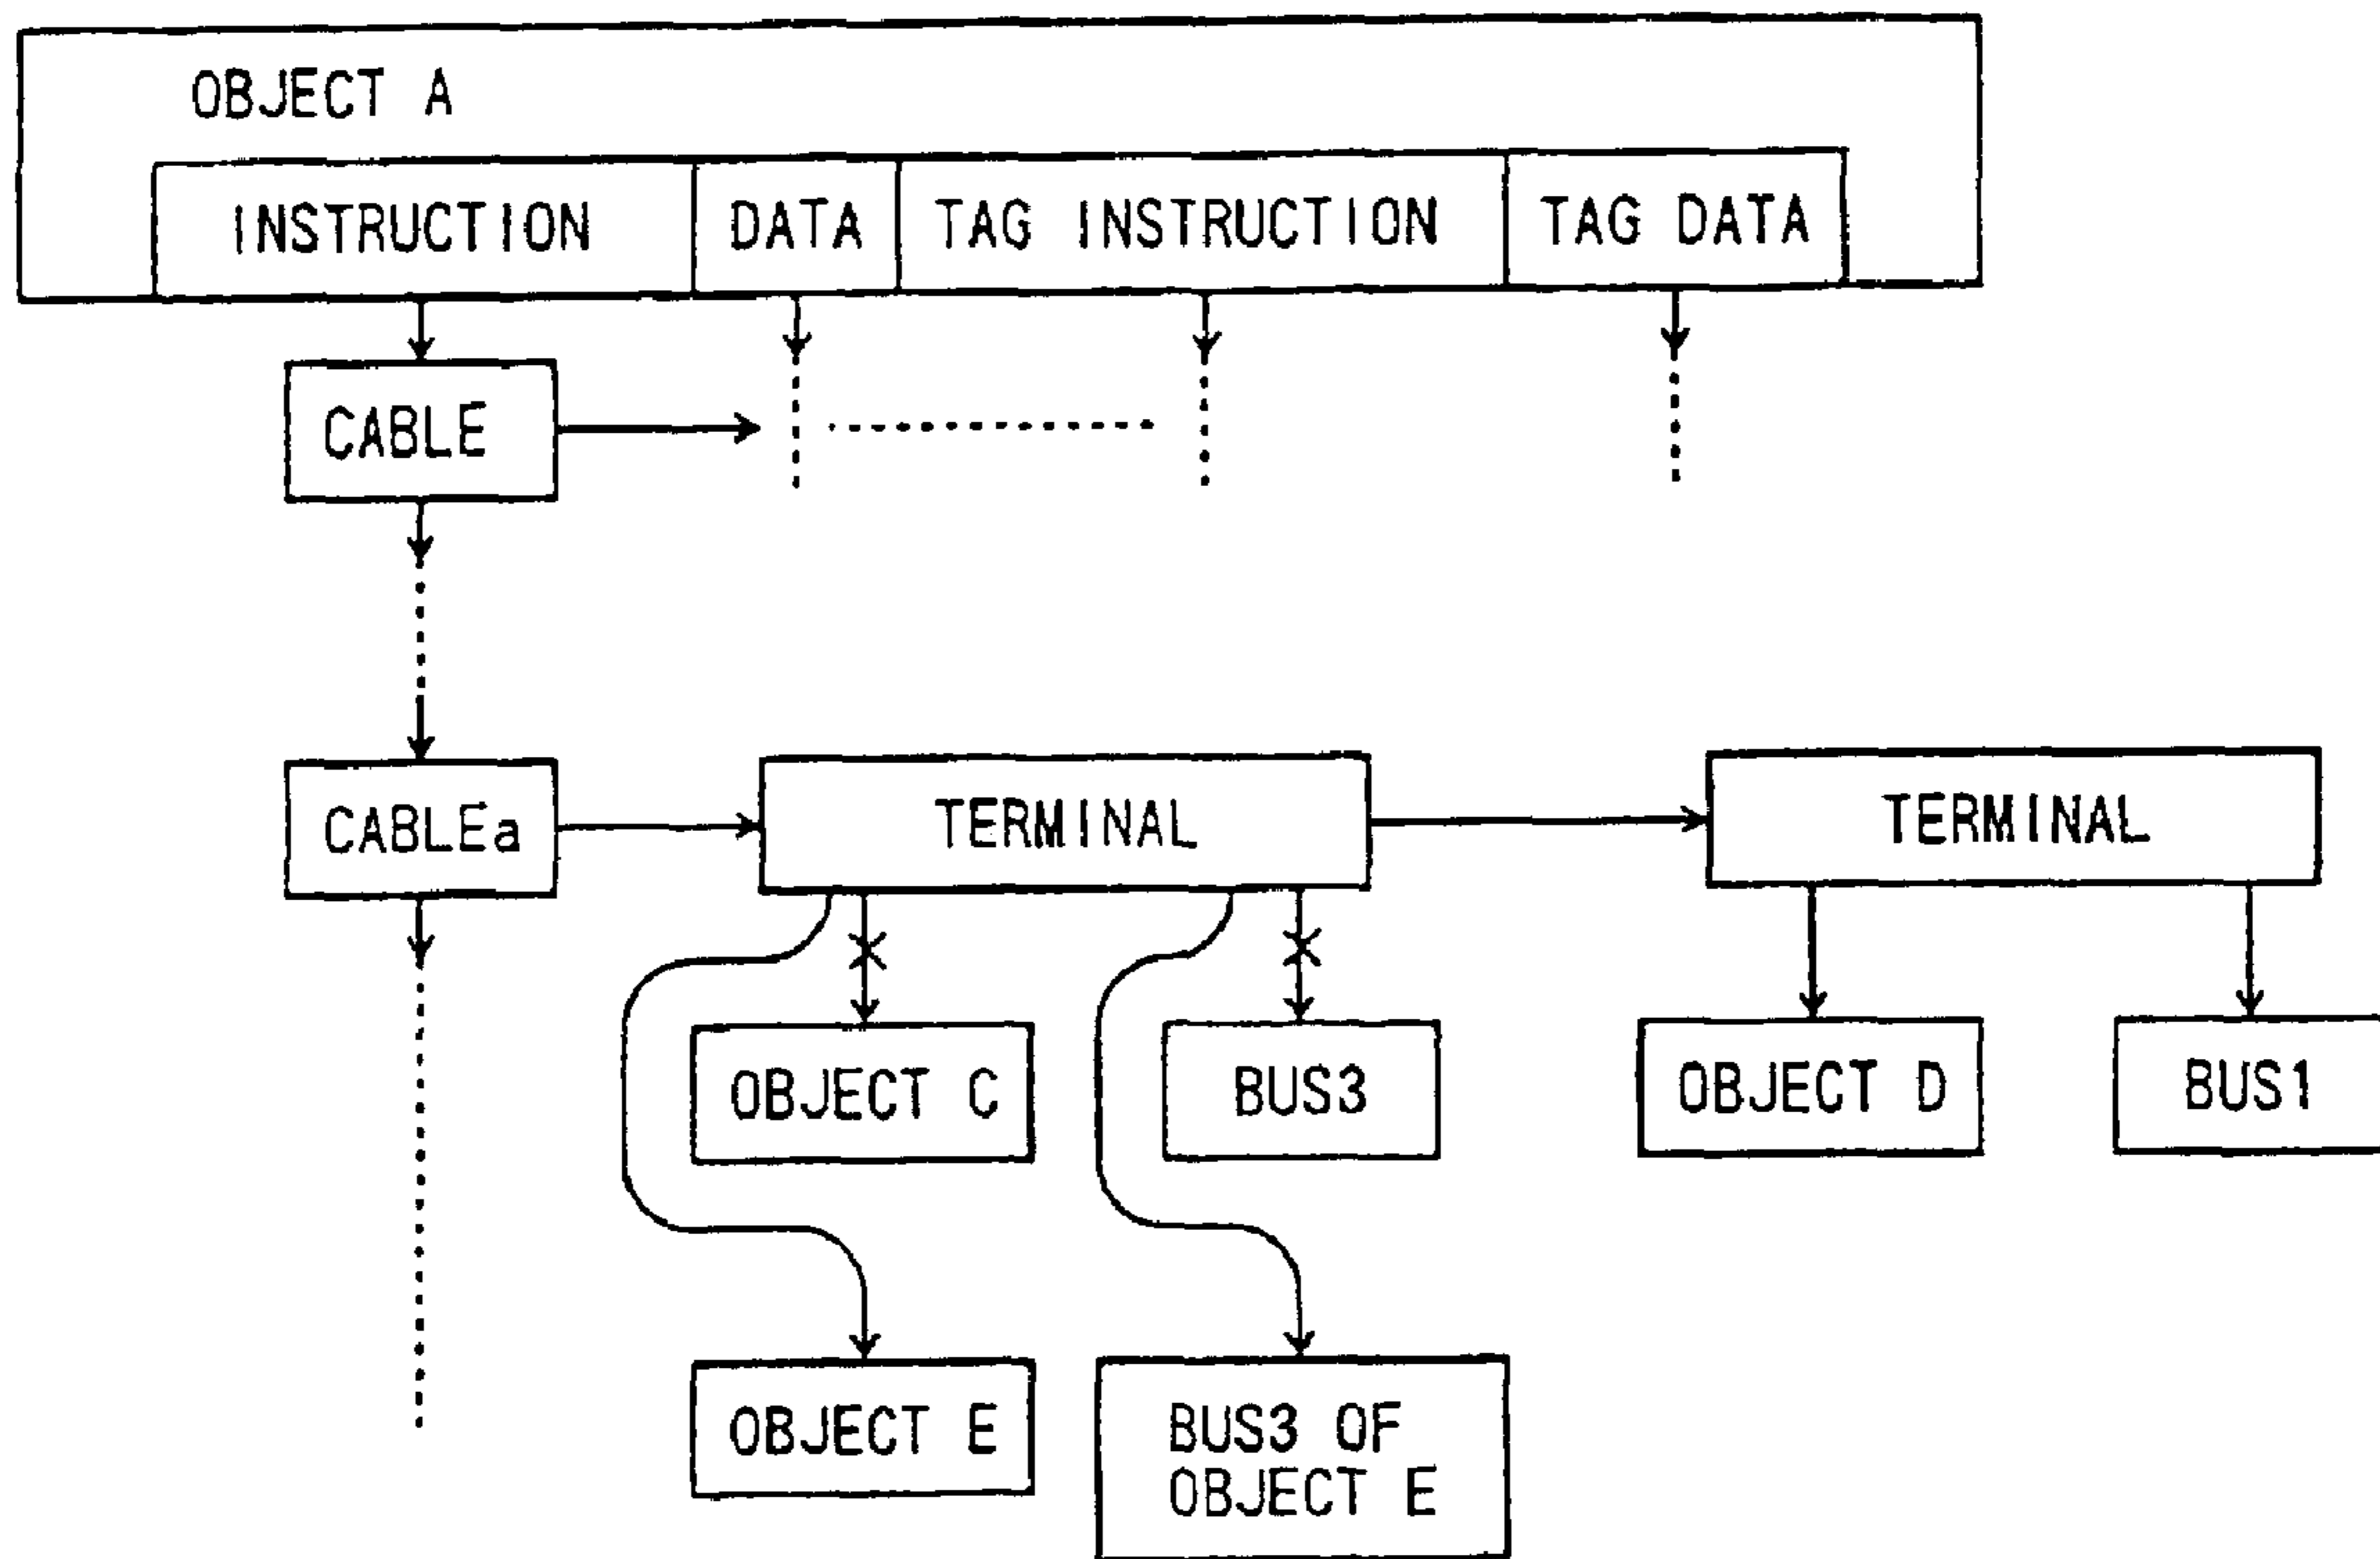 OBJECT A
INSTRUCTION
DATA
TAG INSTRUCTION
TAG DATA
CABLE
CABLEa
TERMINAL
TERMINAL
OBJECT C
BUS3
OBJECT D
BUS1
OBJECT E
BUS3 OF
OBJECT E